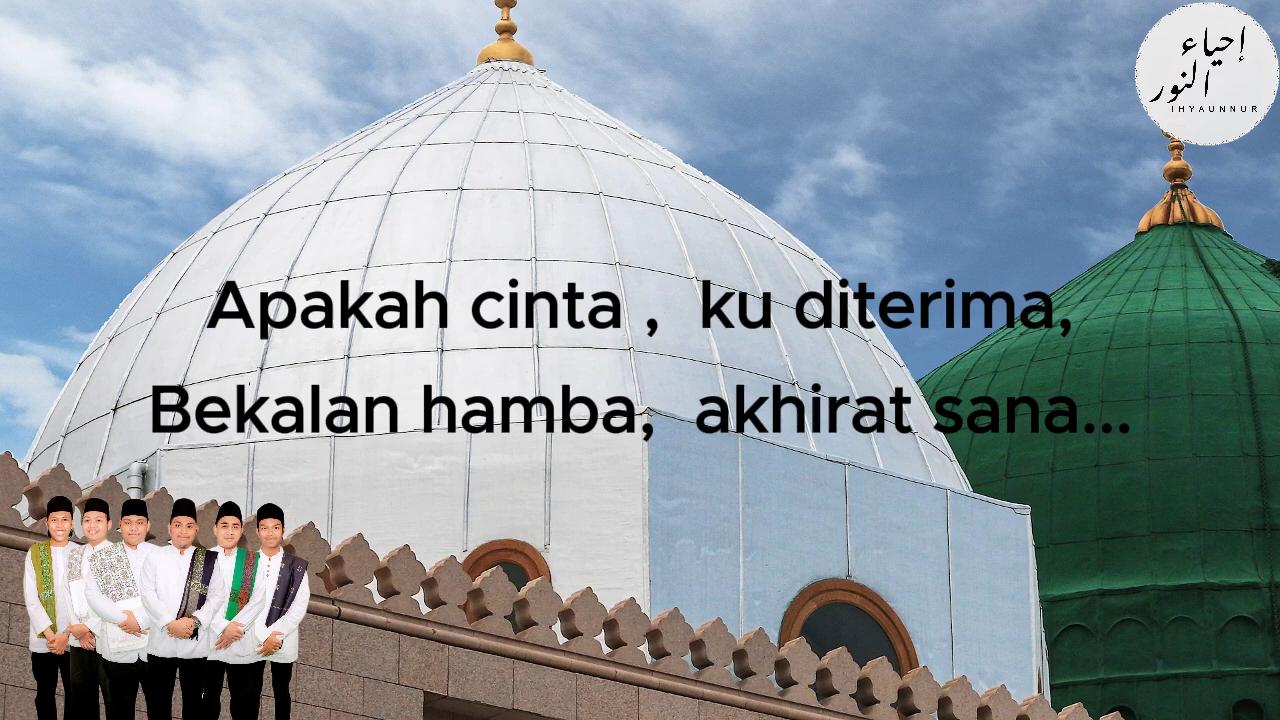 إحياء
النور
IHYAUNNUR
Apakah cinta ,  ku diterima,
Bekalan hamba,  akhirat sana...